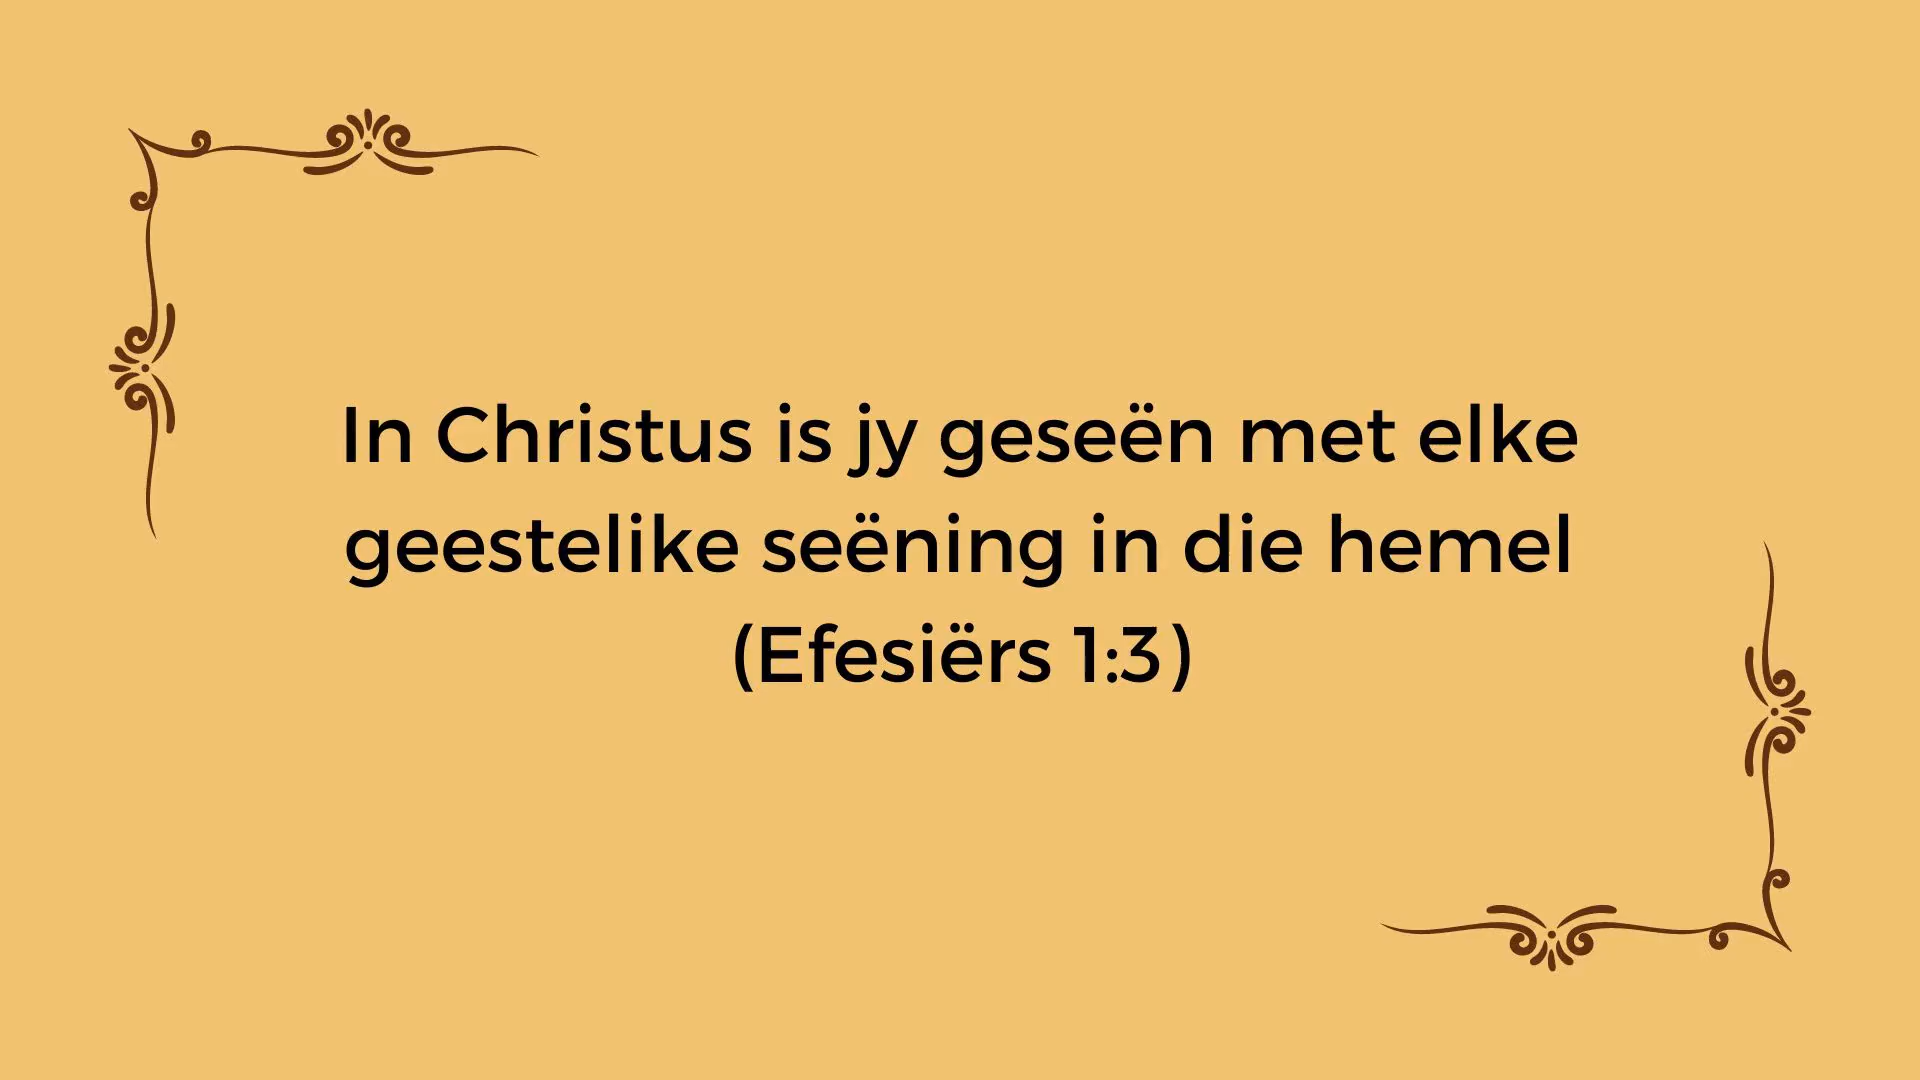 In Christus is jy geseën met elke
geestelike seëning in die hemel
(Efesiërs 1:3)